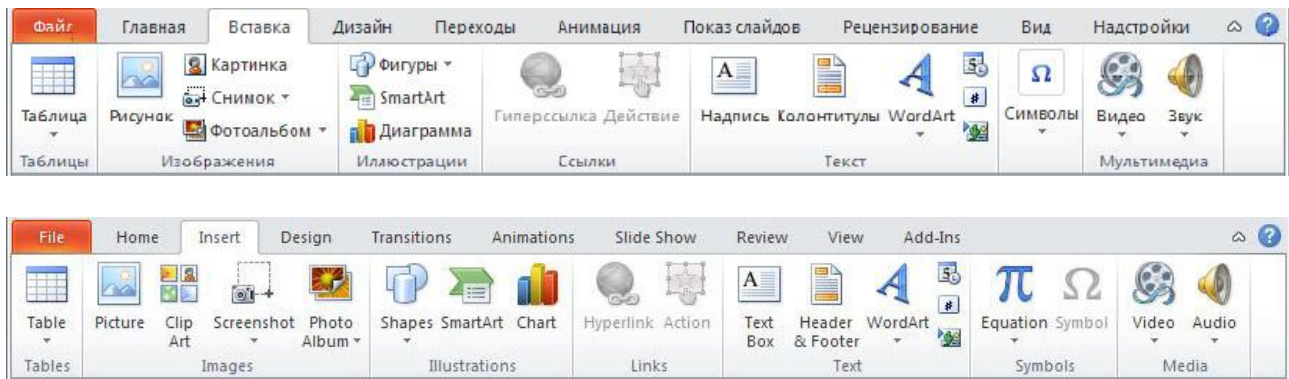 Файл Главная Вставка Дизайн Переходы Анимация Показ слайдов Рецензирование Вид Надстройки
Таблица
Рисунок
Картинка
Снимок
Фотоальбом
Фигуры
SmartArt
Диаграмма
Гиперссылка Действие
Надпись Колонтитулы WordArt
Символы
Видео Звук
Таблицы Изображения Иллюстрации Ссылки Текст Мультимедиа
File Home Insert Design Transitions Animations Slide Show Review View Add-Ins
Table Picture Clip Screenshot Photo Shapes SmartArt Chart Hyperlink Action Text Header WordArt Equation Symbol Video Audio
Art Album Box & Footer
Tables Images Illustrations Links Text Symbols Media